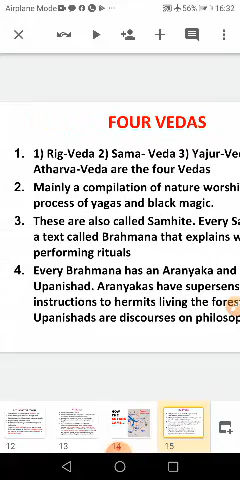 Airplane Mode 56% 16:32
FOUR VEDAS
1. 1) Rig-Veda 2) Sama- Veda 3) Yajur-Ve
Atharva-Veda are the four Vedas
2. Mainly a compilation of nature worshi
process of yagas and black magic.
3. These are also called Samhite. Every Sa
a text called Brahmana that explains w
performing rituals
4. Every Brahmana has an Aranyaka and
Upanishad. Aranyakas have supersens
instructions to hermits living the fores
Upanishads are discourses on philosop
12 13 14 15